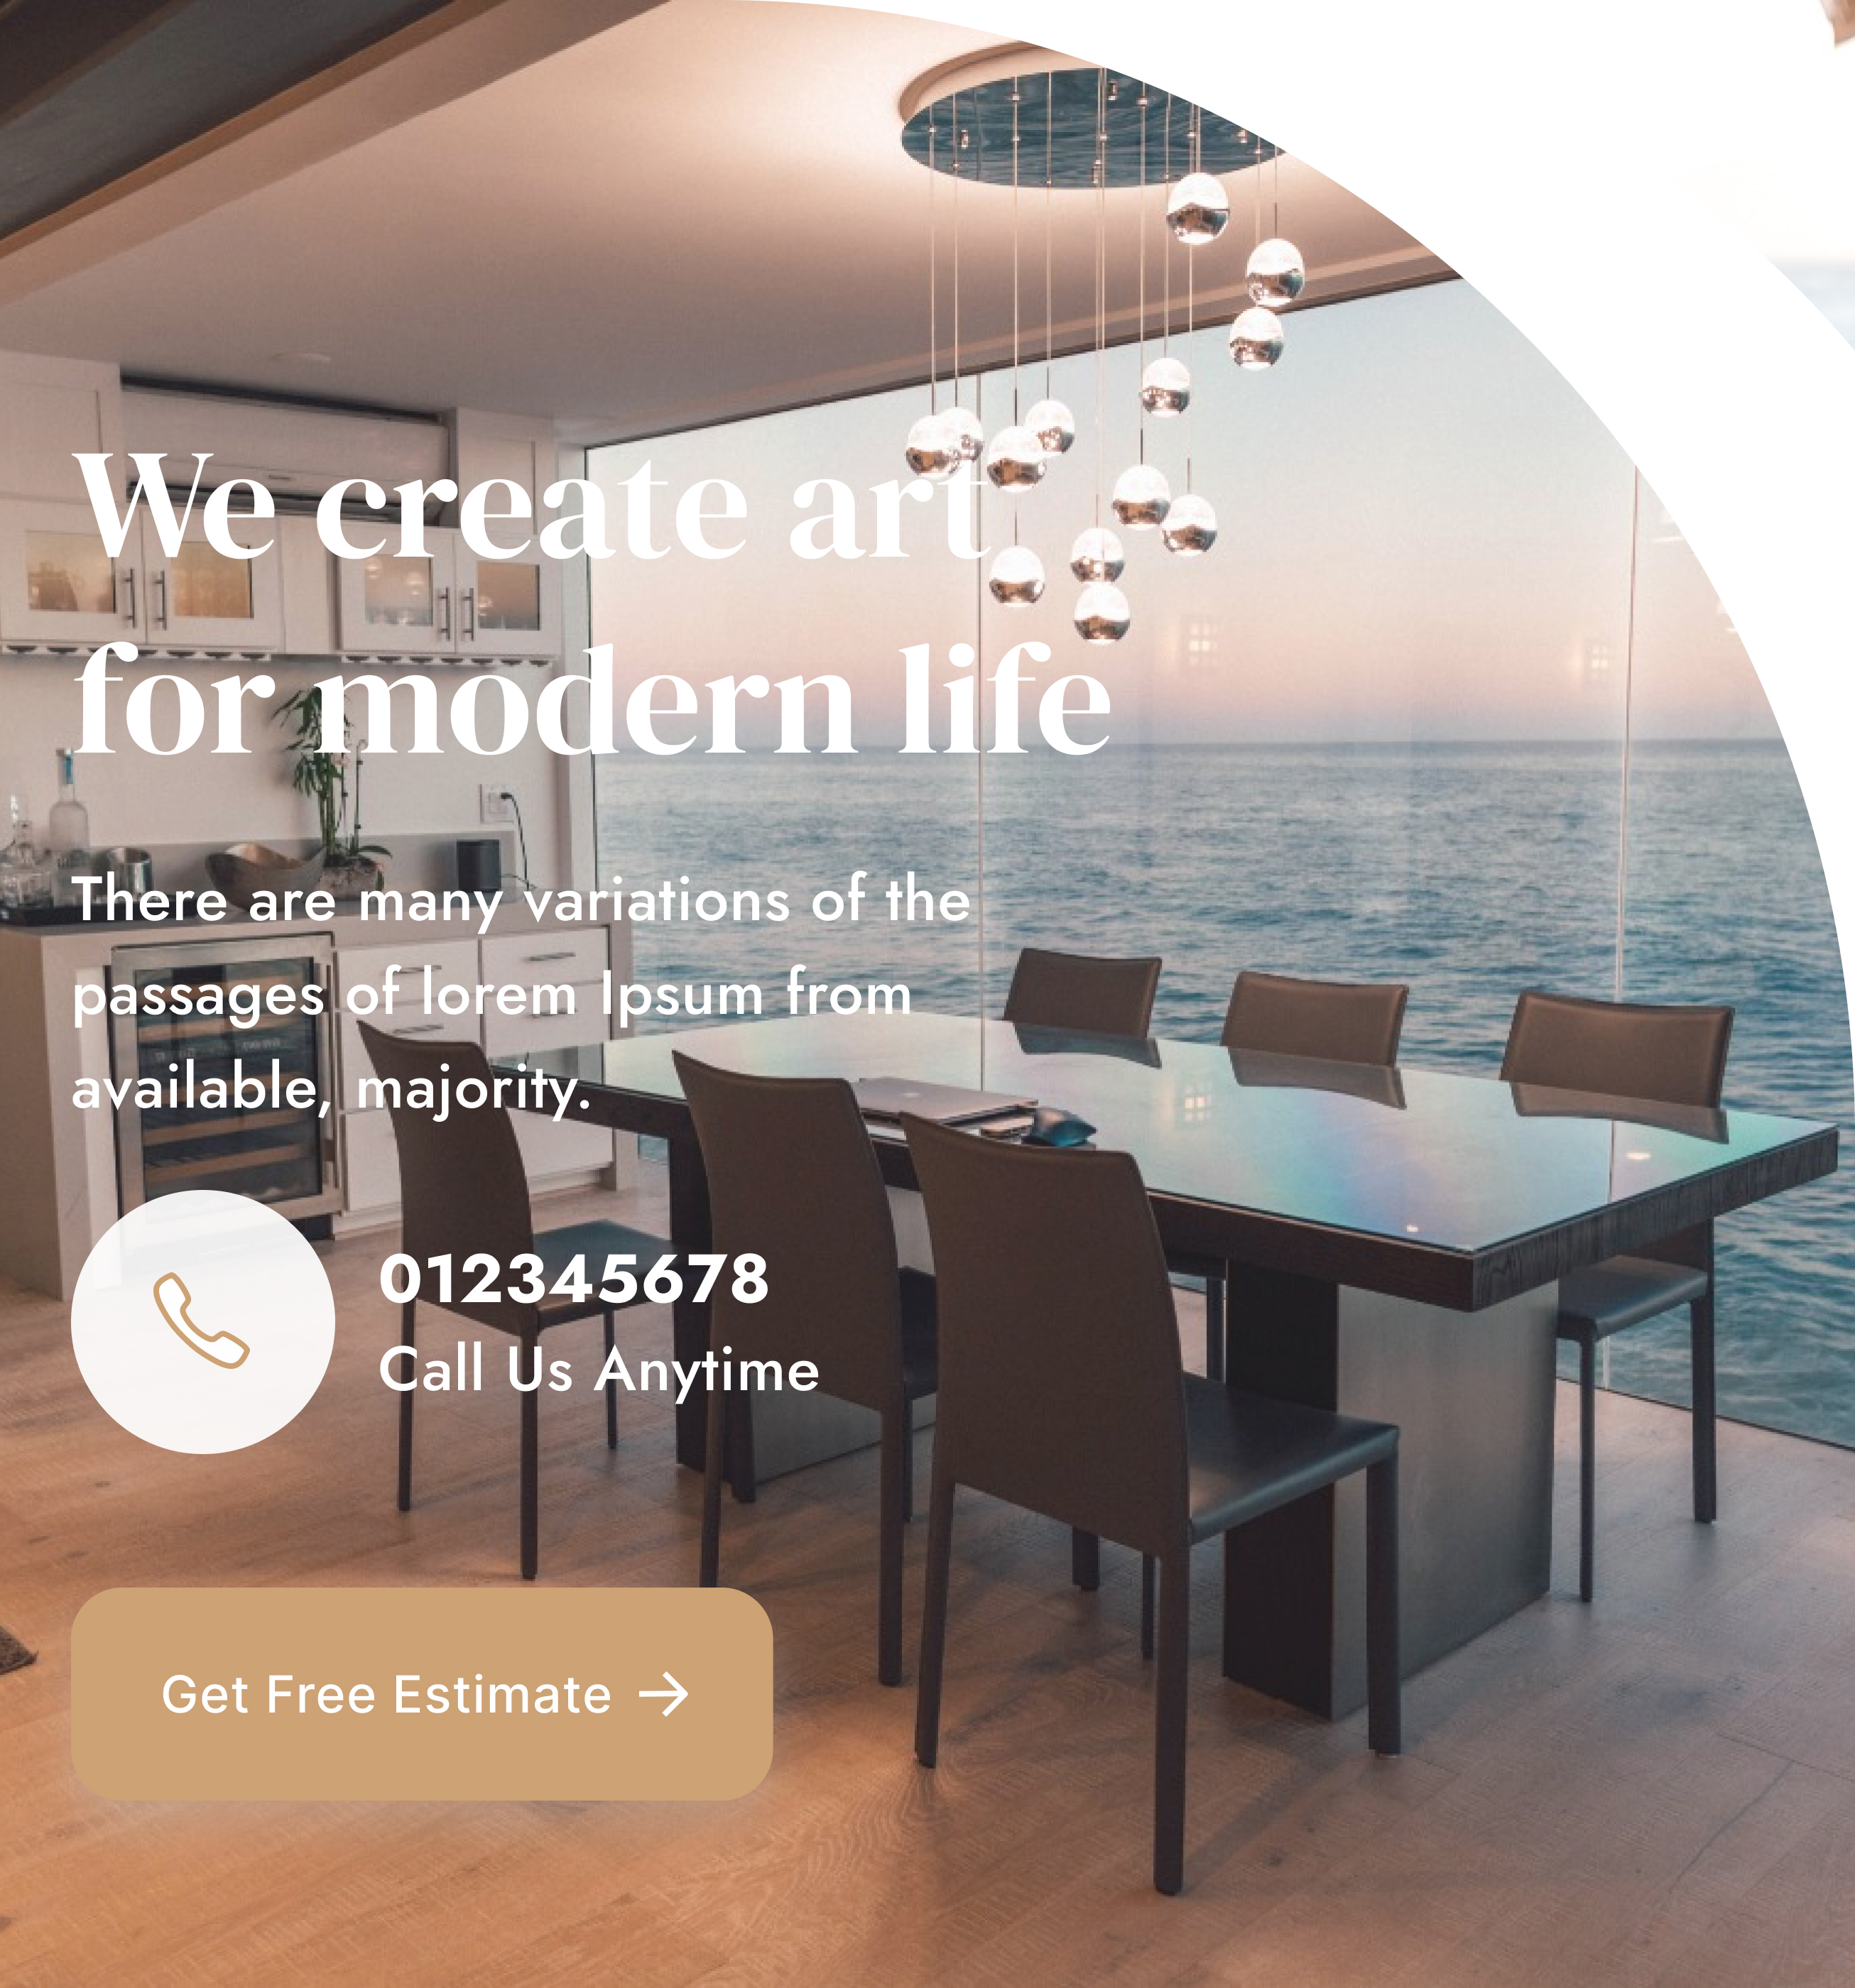 We create art
for modern life
There are many variations of the
passages of lorem Ipsum from
available, majority.
012345678
Call Us Anytime
Get Free Estimate